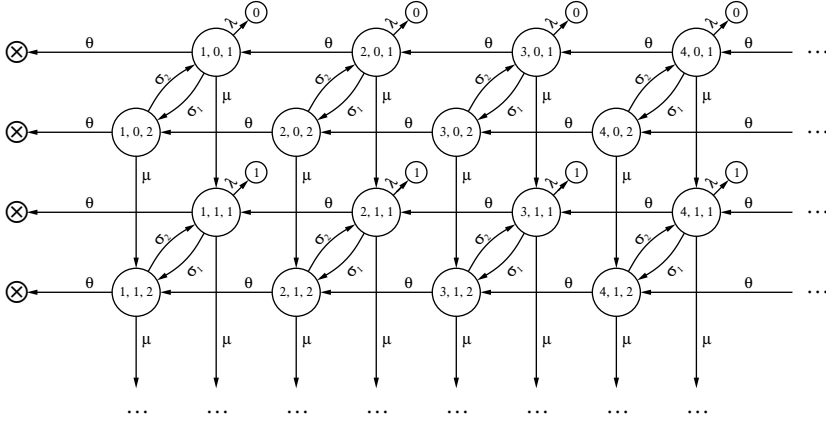 λ 0 λ 0 λ 0 λ 0
θ 1, 0, 1 θ 2, 0, 1 θ 3, 0, 1 θ 4, 0, 1 θ ...
σ2 σ1 μ σ2 σ1 μ σ2 σ1 μ σ2 σ1 μ
θ 1, 0, 2 θ 2, 0, 2 θ 3, 0, 2 θ 4, 0, 2 θ ...
μ λ 1 μ λ 1 μ λ 1 μ λ 1
θ 1, 1, 1 θ 2, 1, 1 θ 3, 1, 1 θ 4, 1, 1 θ ...
σ2 σ1 σ2 σ1 σ2 σ1 σ2 σ1
θ 1, 1, 2 θ 2, 1, 2 θ 3, 1, 2 θ 4, 1, 2 θ ...
μ μ μ μ μ μ μ μ
... ... ... ... ... ... ... ...